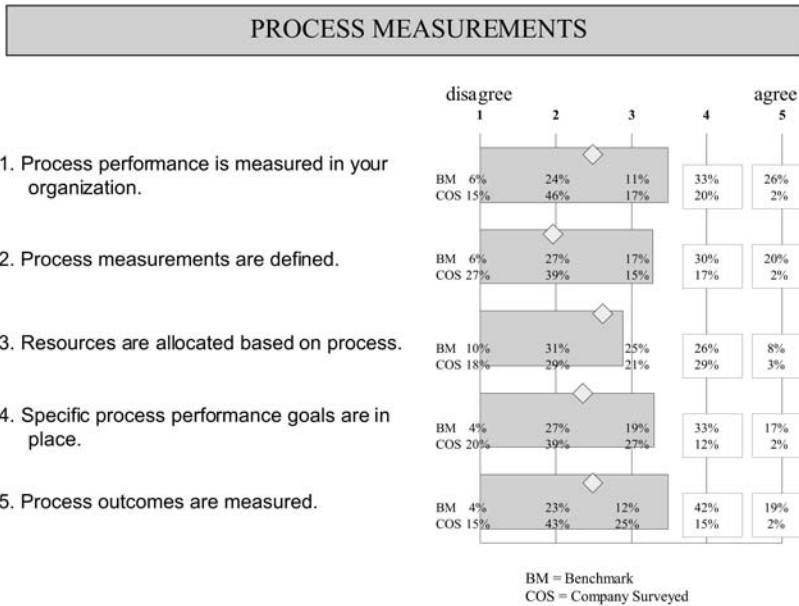 PROCESS MEASUREMENTS
disagree agree
1 2 3 4 5
1. Process performance is measured in your
organization.
BM 6% 24% 11% 33% 26%
COS 15% 46% 17% 20% 2%
2. Process measurements are defined.
BM 6% 27% 17% 30% 20%
COS 27% 39% 15% 17% 2%
3. Resources are allocated based on process.
BM 10% 31% 25% 26% 8%
COS 18% 29% 21% 29% 3%
4. Specific process performance goals are in
place.
BM 4% 27% 19% 33% 17%
COS 20% 39% 27% 12% 2%
5. Process outcomes are measured.
BM 4% 23% 12% 42% 19%
COS 15% 43% 25% 15% 2%
BM = Benchmark
COS = Company Surveyed